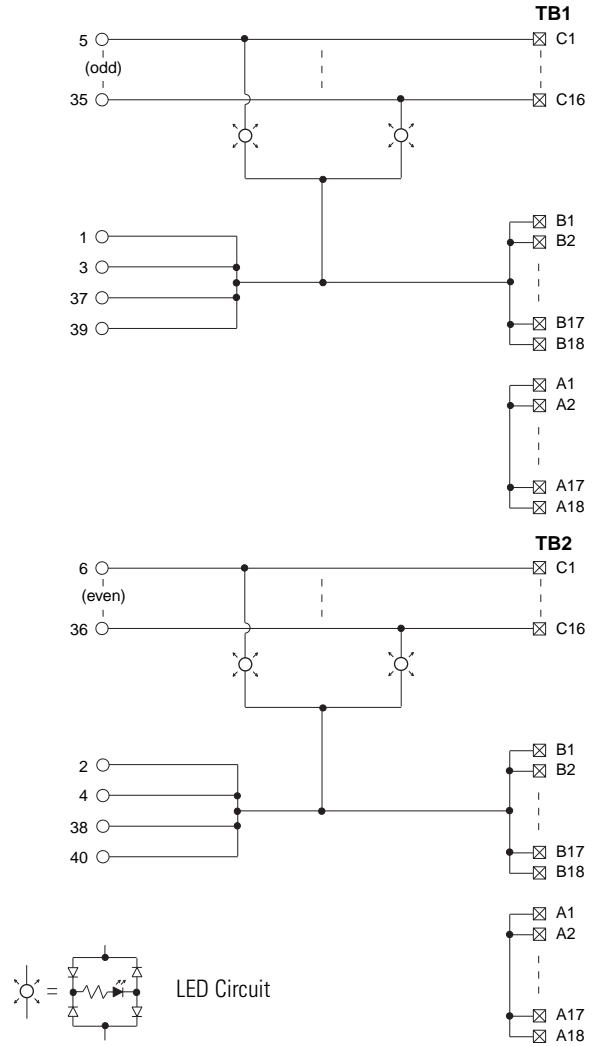 TB1
5 C1
(odd)
35 C16
B1
1 B2
3
37
39 B17
B18
A1
A2
A17
A18
TB2
6 C1
(even)
36 C16
B1
2 B2
4
38
40 B17
B18
A1
A2
= LED Circuit
A17
A18